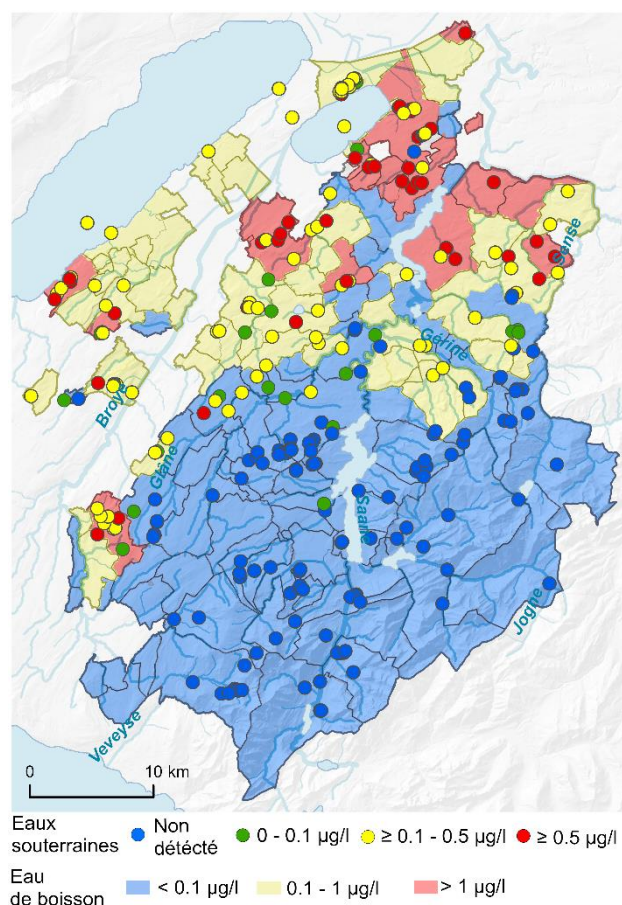 Sense
Gérine
Broye
Glâne
Sarine
Jogne
Veveyse
0 10 km
Eaux souterraines
Non détecté
0 - 0.1 µg/l
≥ 0.1 - 0.5 µg/l
≥ 0.5 µg/l
Eau de boisson
< 0.1 µg/l
0.1 - 1 µg/l
> 1 µg/l